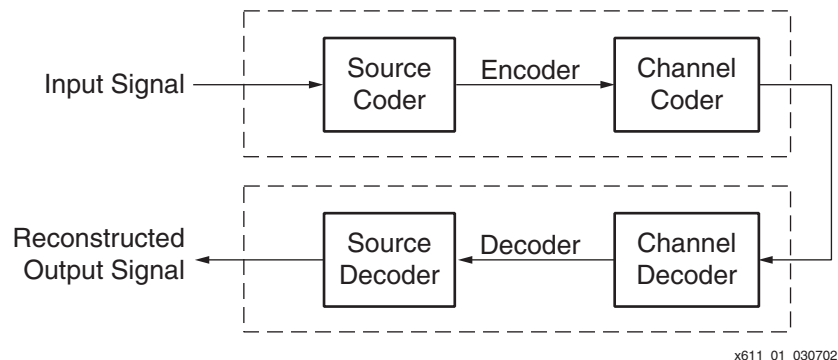 Input Signal
Source
Coder
Encoder
Channel
Coder
Reconstructed
Output Signal
Source
Decoder
Decoder
Channel
Decoder
x611_01_030702